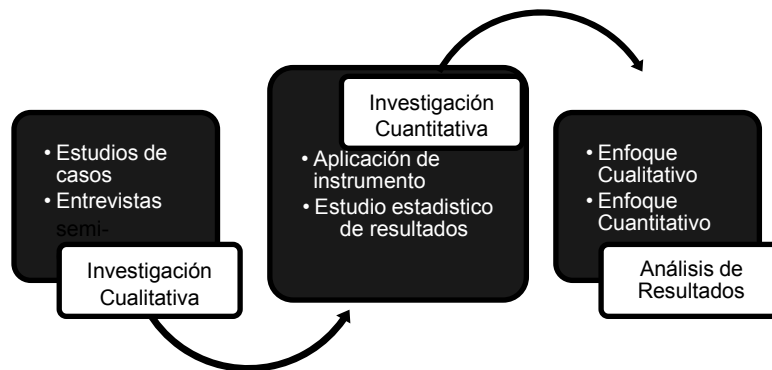 • Estudios de
casos
• Entrevistas
semi-
Investigación
Cualitativa
Investigación
Cuantitativa
• Aplicación de
instrumento
• Estudio estadistico
de resultados
• Enfoque
Cualitativo
• Enfoque
Cuantitativo
Análisis de
Resultados